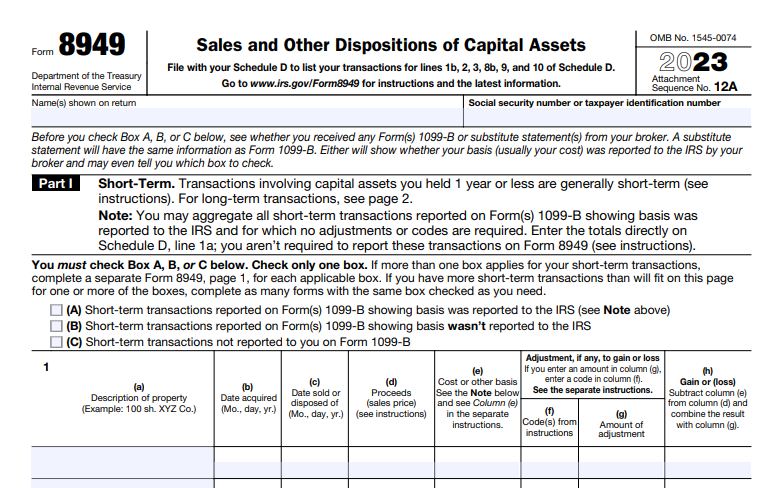 Form 8949
Department of the Treasury
Internal Revenue Service
Sales and Other Dispositions of Capital Assets
File with your Schedule D to list your transactions for lines 1b, 2, 3, 8b, 9, and 10 of Schedule D.
Go to www.irs.gov/Form8949 for instructions and the latest information.
OMB No. 1545-0074
2023
Attachment
Sequence No. 12A
Name(s) shown on return
Social security number or taxpayer identification number
Before you check Box A, B, or C below, see whether you received any Form(s) 1099-B or substitute statement(s) from your broker. A substitute
statement will have the same information as Form 1099-B. Either will show whether your basis (usually your cost) was reported to the IRS by your
broker and may even tell you which box to check.
Part I Short-Term. Transactions involving capital assets you held 1 year or less are generally short-term (see
instructions). For long-term transactions, see page 2.
Note: You may aggregate all short-term transactions reported on Form(s) 1099-B showing basis was
reported to the IRS and for which no adjustments or codes are required. Enter the totals directly on
Schedule D, line 1a; you aren't required to report these transactions on Form 8949 (see instructions).
You must check Box A, B, or C below. Check only one box. If more than one box applies for your short-term transactions,
complete a separate Form 8949, page 1, for each applicable box. If you have more short-term transactions than will fit on this page
for one or more of the boxes, complete as many forms with the same box checked as you need.
(A) Short-term transactions reported on Form(s) 1099-B showing basis was reported to the IRS (see Note above)
(B) Short-term transactions reported on Form(s) 1099-B showing basis wasn't reported to the IRS
(C) Short-term transactions not reported to you on Form 1099-B
1
(a)
Description of property
(Example: 100 sh. XYZ Co.)
(b)
Date acquired
(Mo., day, yr.)
(c)
Date sold or
disposed of
(Mo., day, yr.)
(d)
Proceeds
(sales price)
(see instructions)
(e)
Cost or other basis
See the Note below
and see Column (e)
in the separate
instructions.
Adjustment, if any, to gain or loss
If you enter an amount in column (g),
enter a code in column (f).
See the separate instructions.
(f)
Code(s) from
instructions
(g)
Amount of
adjustment
(h)
Gain or (loss)
Subtract column (e)
from column (d) and
combine the result
with column (g).